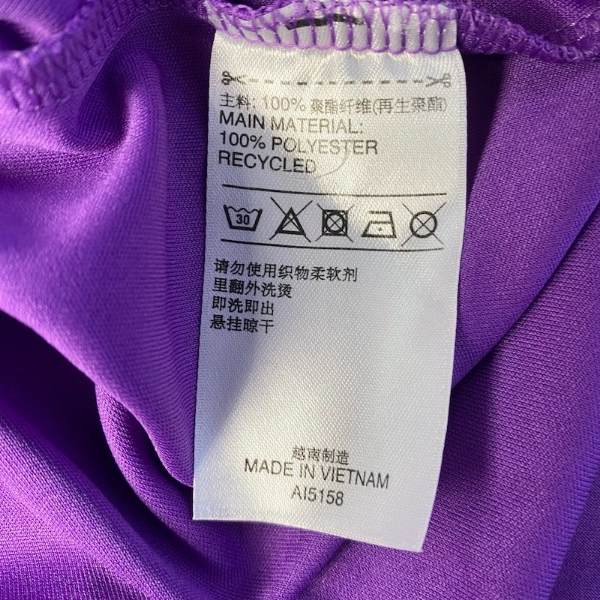 主料: 100% 聚酯纤维(再生聚酯)
MAIN MATERIAL:
100% POLYESTER
RECYCLED
30
请勿使用织物柔软剂
里翻外洗烫
即洗即出
悬挂晾干
越南制造
MADE IN VIETNAM
AI5158